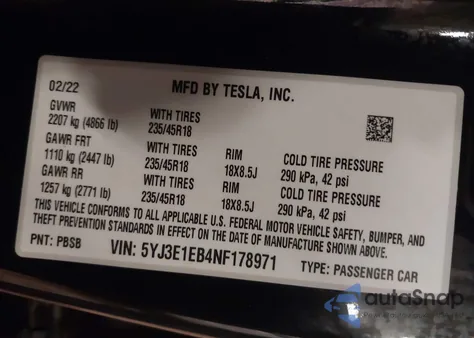 02/22 MFD BY TESLA, INC.
GVWR
2207 kg (4866 lb) WITH TIRES 235/45R18
GAWR FRT
1110 kg (2447 lb) WITH TIRES 235/45R18 RIM 18X8.5J COLD TIRE PRESSURE 290 kPa, 42 psi
GAWR RR
1257 kg (2771 lb) WITH TIRES 235/45R18 RIM 18X8.5J COLD TIRE PRESSURE 290 kPa, 42 psi
THIS VEHICLE CONFORMS TO ALL APPLICABLE U.S. FEDERAL MOTOR VEHICLE SAFETY, BUMPER, AND
THEFT PREVENTION STANDARDS IN EFFECT ON THE DATE OF MANUFACTURE SHOWN ABOVE.
PNT: PBSB VIN: 5YJ3E1EB4NF178971 TYPE: PASSENGER CAR
autoSnap